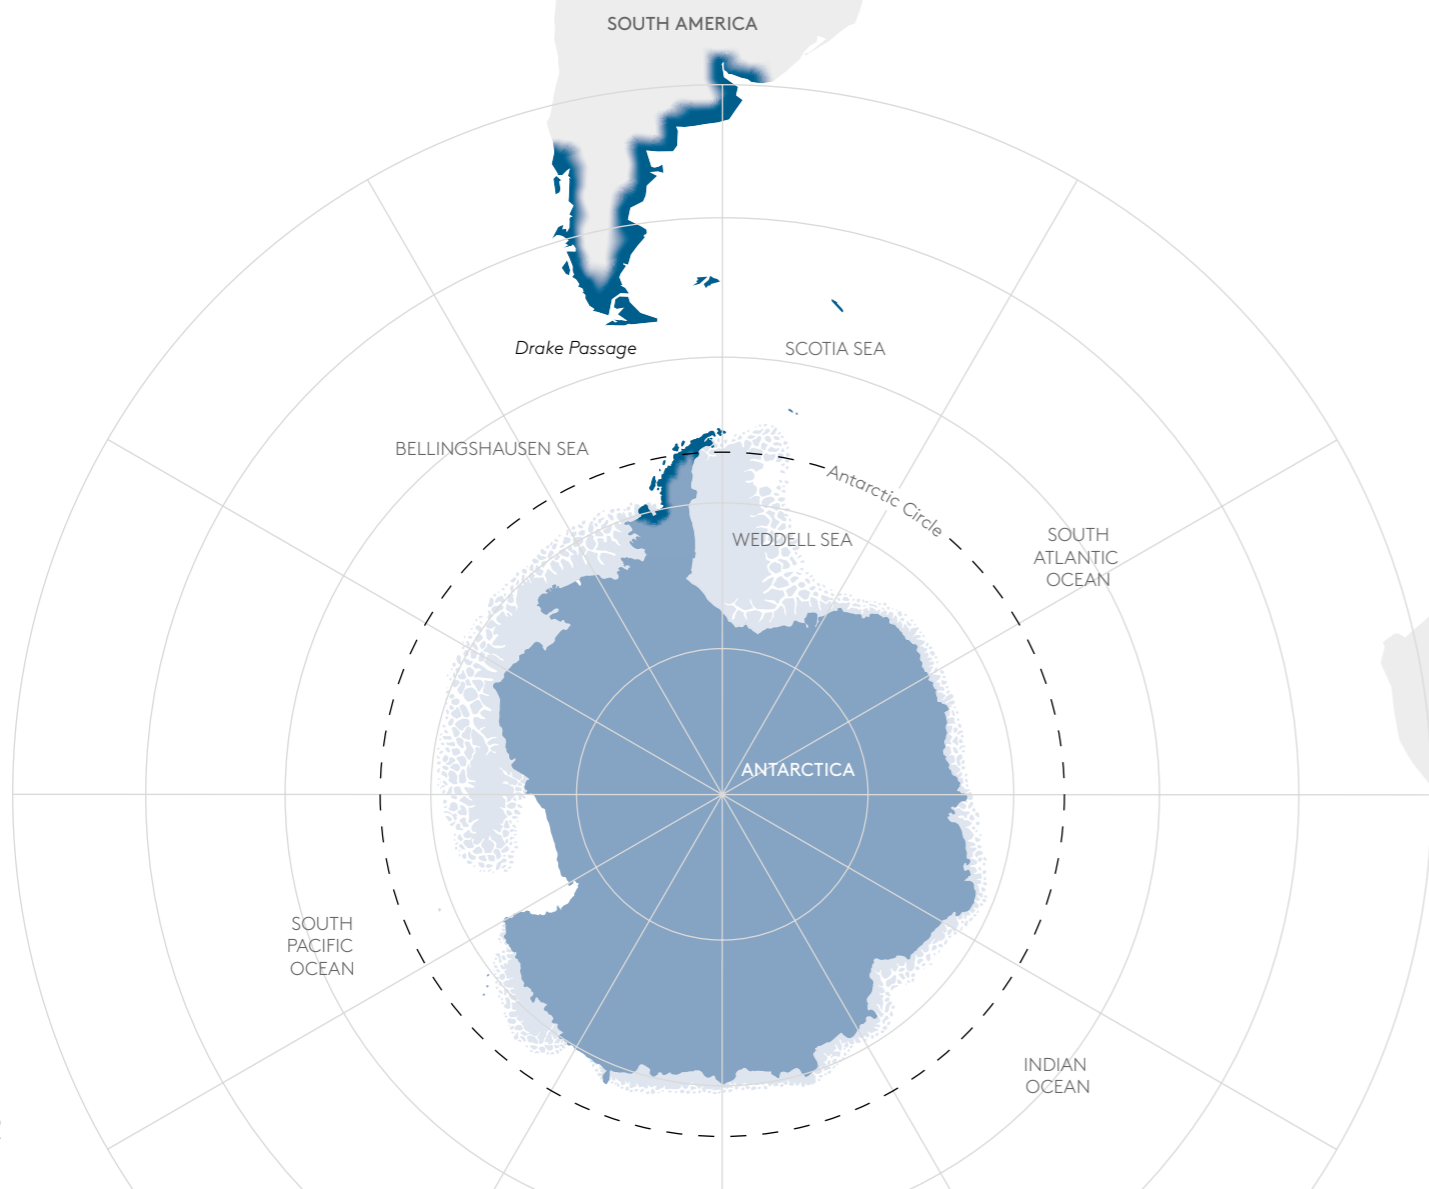 SOUTH AMERICA
Drake Passage
SCOTIA SEA
BELLINGSHAUSEN SEA
Antarctic Circle
WEDDELL SEA
SOUTH
ATLANTIC
OCEAN
ANTARCTICA
SOUTH
PACIFIC
OCEAN
INDIAN
OCEAN